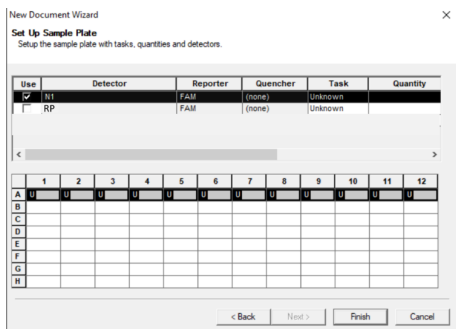 New Document Wizard
Set Up Sample Plate
Setup the sample plate with tasks, quantities and detectors.
Use Detector Reporter Quencher Task Quantity
N1 FAM (none) Unknown
RP FAM (none) Unknown
1 2 3 4 5 6 7 8 9 10 11 12
A U U U U U U U U U U U U
B
C
D
E
F
G
H
< Back Next > Finish Cancel